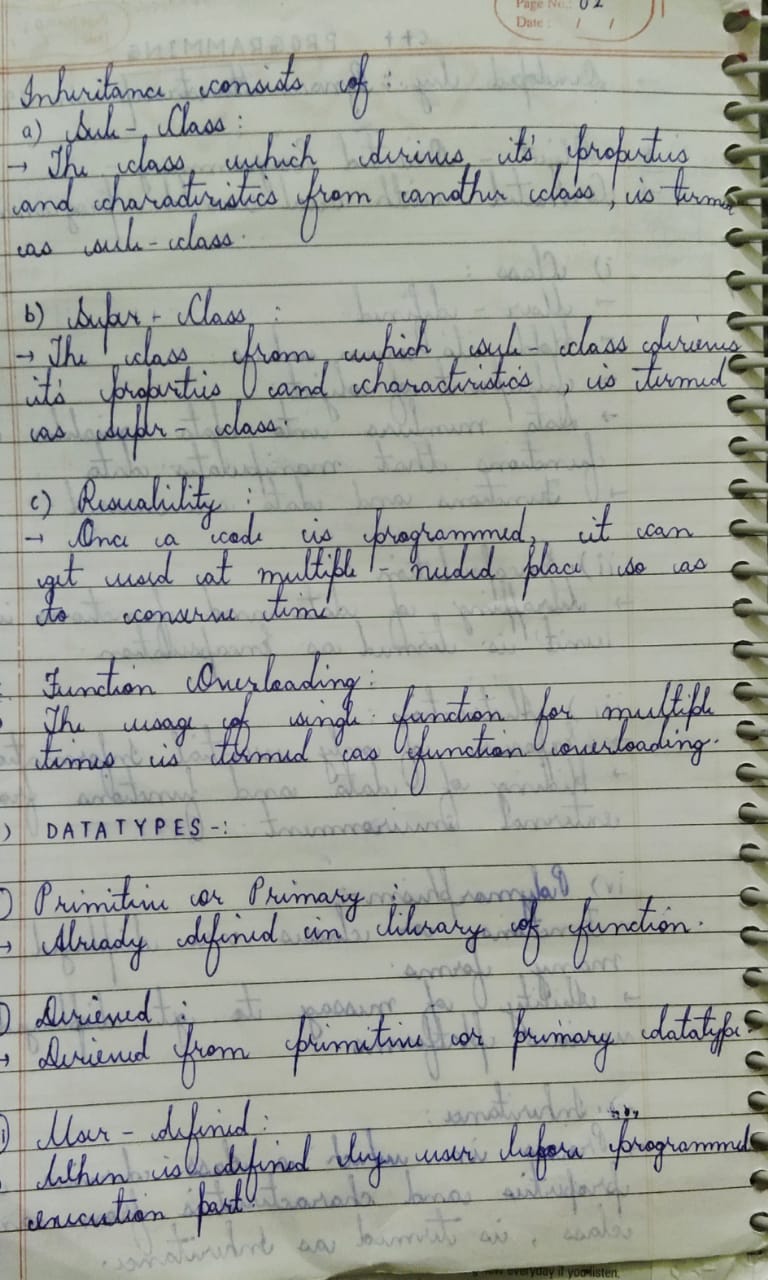 Page No.: 02
Date: / /
Inheritance consists of :
a) Sub-Class :
→ The class which derives it's properties
and characteristics from another class, is termed
as sub-class.
b) Super-Class :
→ The class from which sub-class derieves
it's properties and characteristics, is termed
as super-class.
c) Reusability :
→ Once a code is programmed, it can
get used at multiple - needed place so as
to conserve time
Function Overloading:
The usage of single function for multiple
times is termed as function overloading.
) DATATYPES -:
) Primitive or Primary :
→ Already defined in library of function.
) Derieved :
→ Derieved from primitive or primary datatype.
) User-defined :
When is defined by user before programmed
execution part.
everyday if you listen.